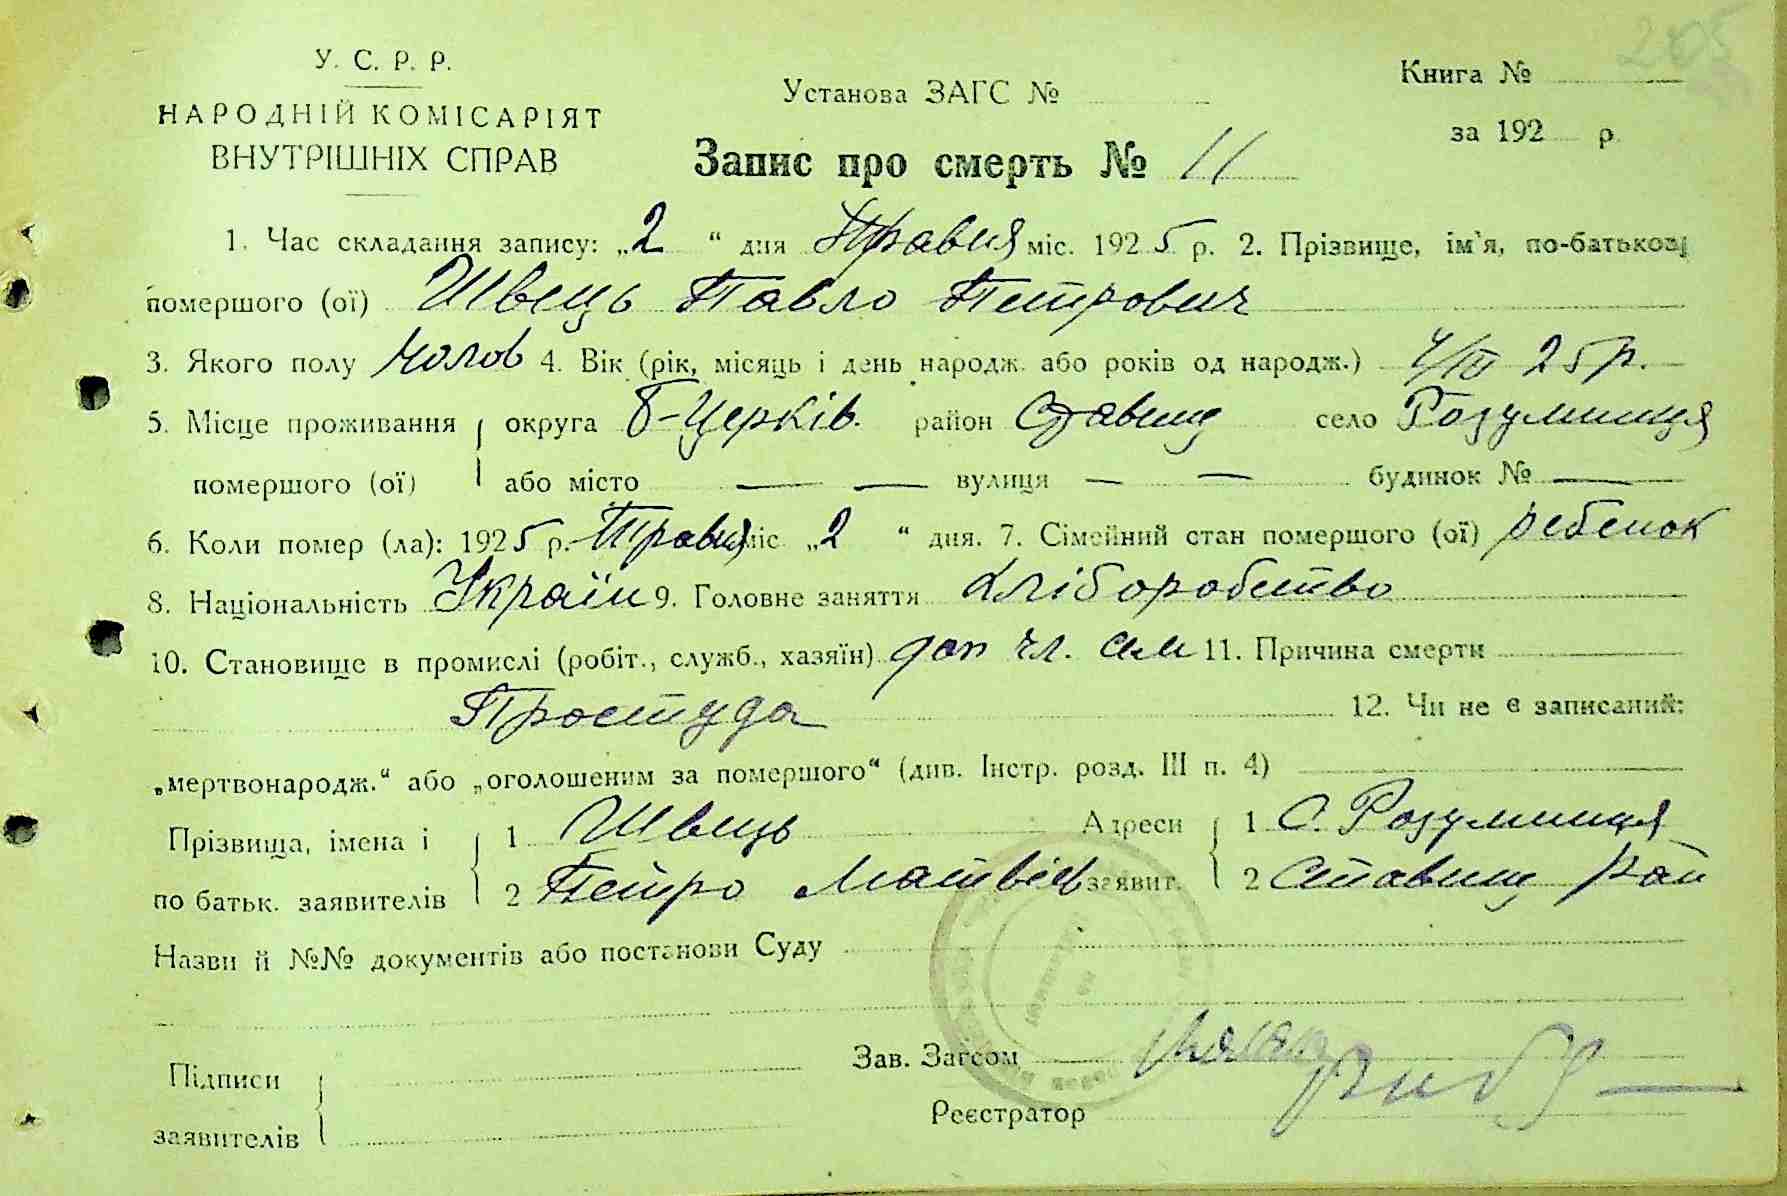 205
У. С. Р. Р.
НАРОДНІЙ КОМІСАРІЯТ
ВНУТРІШНІХ СПРАВ
Установа ЗАГС №
Книга №
за 192 р.
Запис про смерть № 11
1. Час складання запису: „2“ дня Травня міс. 1925 р. 2. Прізвище, ім'я, по-батькові
помершого (ої) Швець Павло Петрович
3. Якого полу Чолов 4. Вік (рік, місяць і день народж. або років од народж.) 25 р.
5. Місце проживання округа Б-Церків. район Ставищ село Розумниця
помершого (ої) або місто — — вулиця — — будинок № —
6. Коли помер (ла): 1925 р. Травня міс. „2“ дня. 7. Сімейний стан помершого (ої) ребенок
8. Національність Україн 9. Головне заняття хліборобство
10. Становище в промислі (робіт., служб., хазяїн) доп чл. сем 11. Причина смерти
Простуда 12. Чи не є записаний:
„мертвонародж.“ або „оголошеним за помершого“ (див. Інстр. розд. III п. 4)
Прізвища, імена і 1 Швець Адреси 1 С. Розумниця
по батьк. заявителів 2 Петро Матвієв заявит. 2 Ставищ рай
Назви й №№ документів або постанови Суду
Зав. Загсом
Підписи
заявителів
Реєстратор